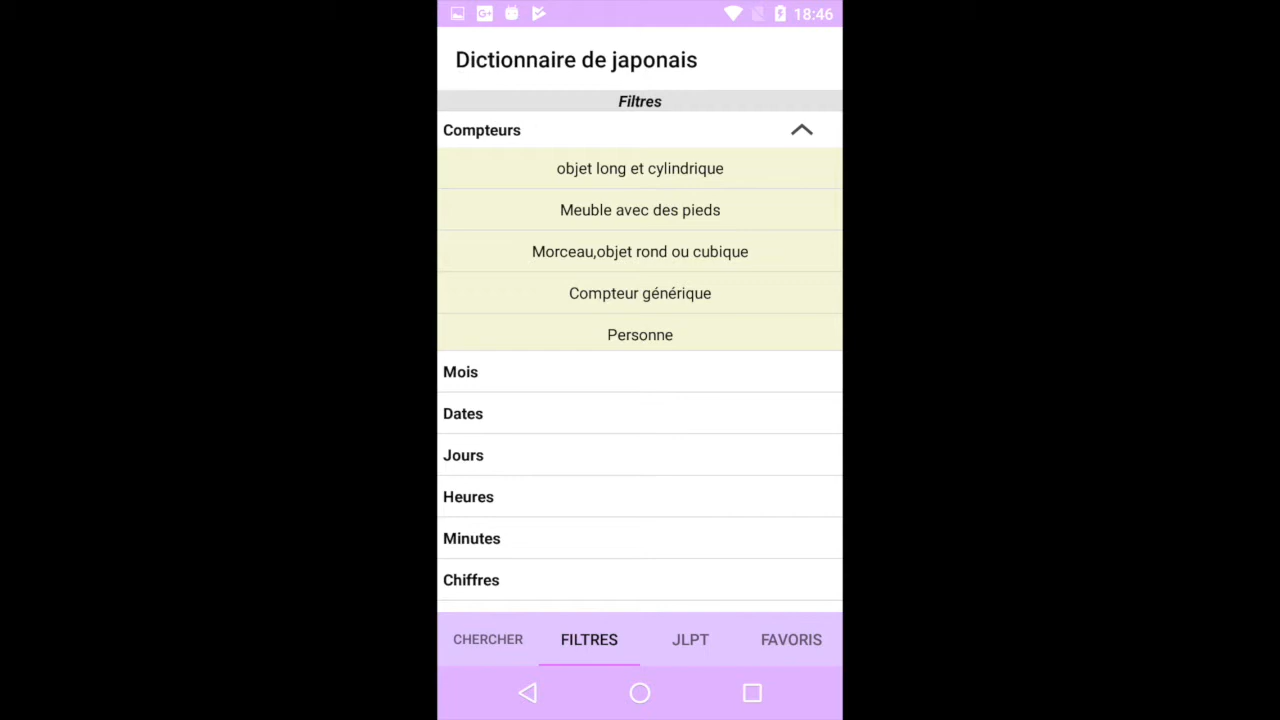 18:46
Dictionnaire de japonais
Filtres
Compteurs
objet long et cylindrique
Meuble avec des pieds
Morceau,objet rond ou cubique
Compteur générique
Personne
Mois
Dates
Jours
Heures
Minutes
Chiffres
CHERCHER FILTRES JLPT FAVORIS